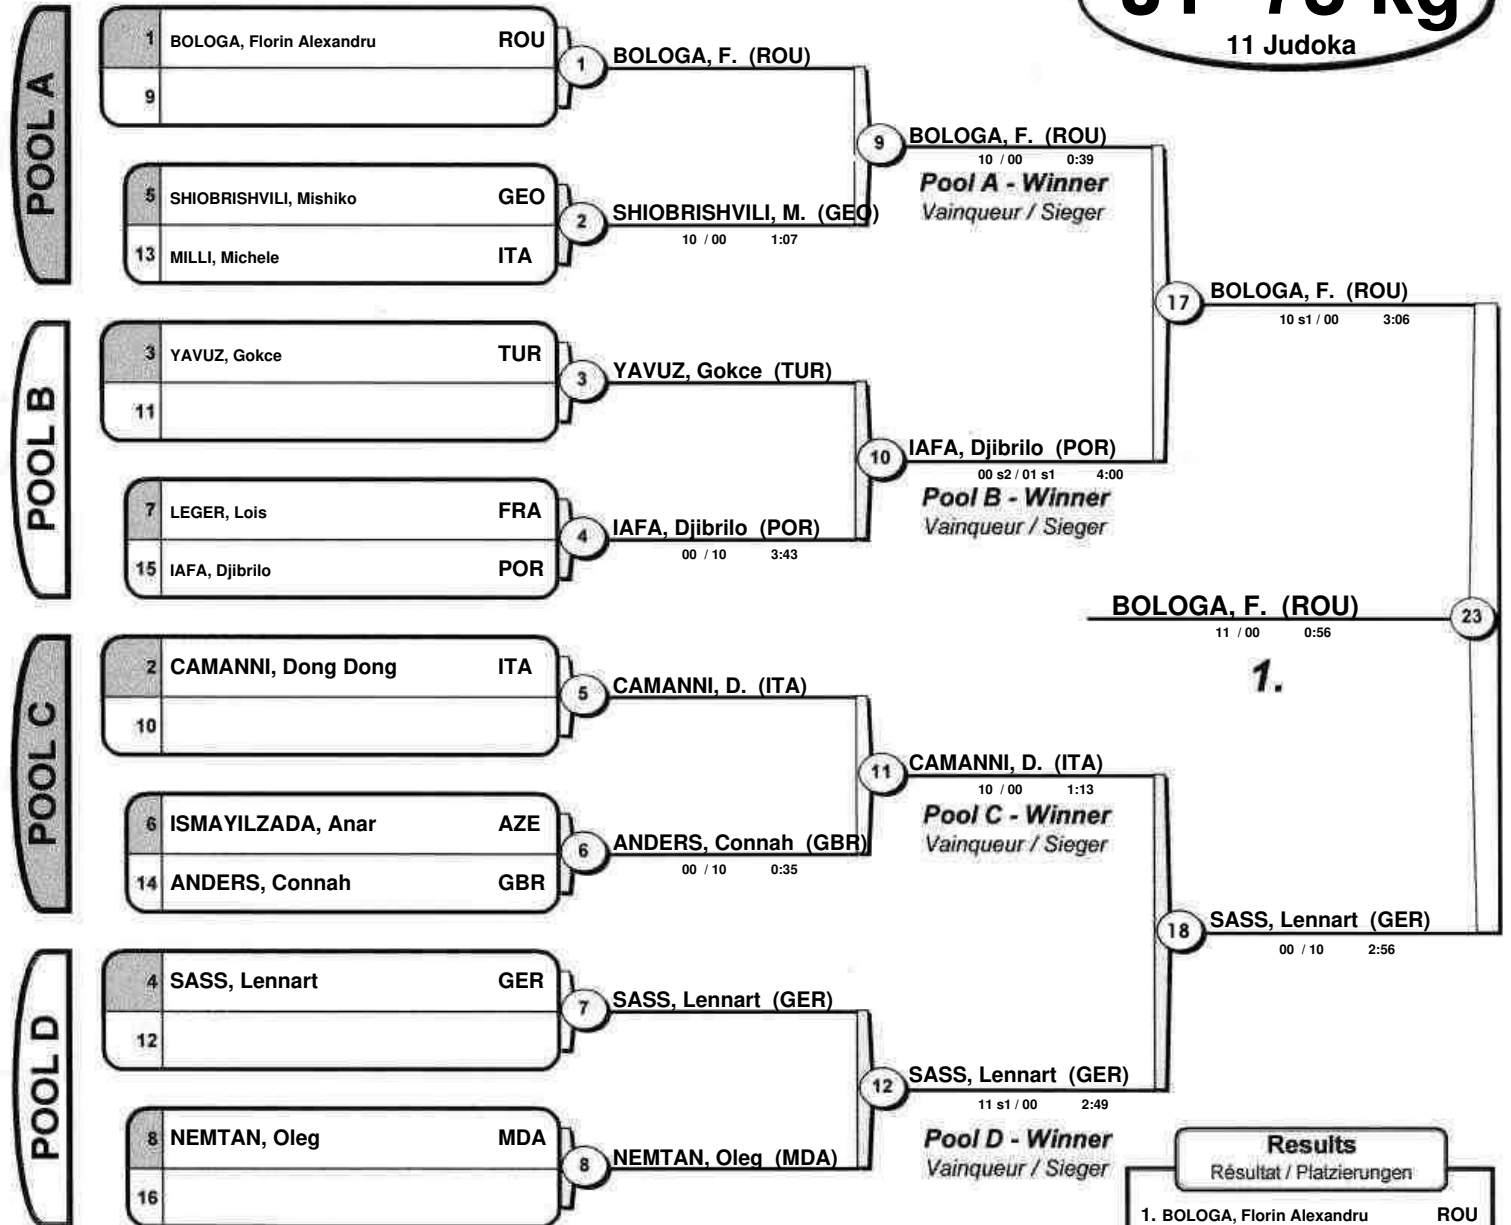 J1 -73 kg
11 Judoka
POOL A
1 BOLOGA, Florin Alexandru ROU
9
1 BOLOGA, F. (ROU)
5 SHIOBRISHVILI, Mishiko GEO
13 MILLI, Michele ITA
2 SHIOBRISHVILI, M. (GEO)
10 / 00 1:07
9 BOLOGA, F. (ROU)
10 / 00 0:39
Pool A - Winner
Vainqueur / Sieger
POOL B
3 YAVUZ, Gokce TUR
11
3 YAVUZ, Gokce (TUR)
7 LEGER, Lois FRA
15 IAFA, Djibrilo POR
4 IAFA, Djibrilo (POR)
00 / 10 3:43
10 IAFA, Djibrilo (POR)
00 s2 / 01 s1 4:00
Pool B - Winner
Vainqueur / Sieger
17 BOLOGA, F. (ROU)
10 s1 / 00 3:06
POOL C
2 CAMANNI, Dong Dong ITA
10
5 CAMANNI, D. (ITA)
6 ISMAYILZADA, Anar AZE
14 ANDERS, Connah GBR
6 ANDERS, Connah (GBR)
00 / 10 0:35
11 CAMANNI, D. (ITA)
10 / 00 1:13
Pool C - Winner
Vainqueur / Sieger
POOL D
4 SASS, Lennart GER
12
7 SASS, Lennart (GER)
8 NEMTAN, Oleg MDA
16
8 NEMTAN, Oleg (MDA)
12 SASS, Lennart (GER)
11 s1 / 00 2:49
Pool D - Winner
Vainqueur / Sieger
18 SASS, Lennart (GER)
00 / 10 2:56
BOLOGA, F. (ROU) 23
11 / 00 0:56
1.
Results
Résultat / Platzierungen
1. BOLOGA, Florin Alexandru ROU